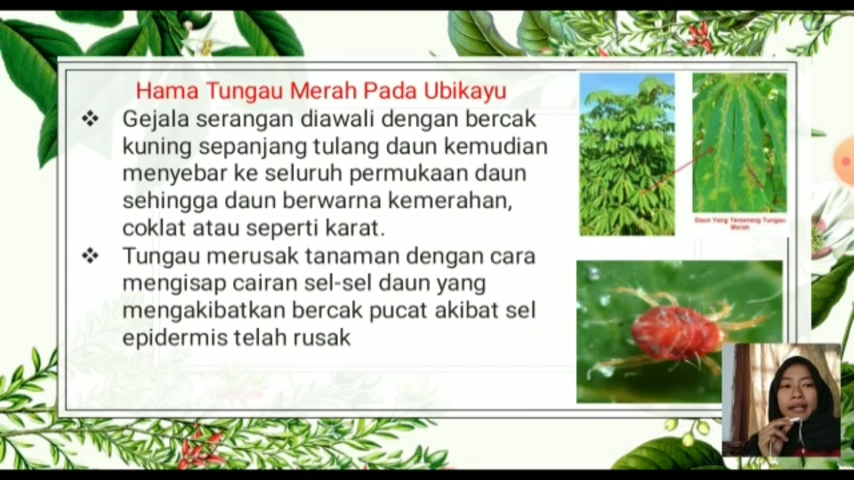 Hama Tungau Merah Pada Ubikayu
Gejala serangan diawali dengan bercak
kuning sepanjang tulang daun kemudian
menyebar ke seluruh permukaan daun
sehingga daun berwarna kemerahan,
coklat atau seperti karat.
Tungau merusak tanaman dengan cara
mengisap cairan sel-sel daun yang
mengakibatkan bercak pucat akibat sel
epidermis telah rusak
Daun Yang Terserang Tungau
Merah